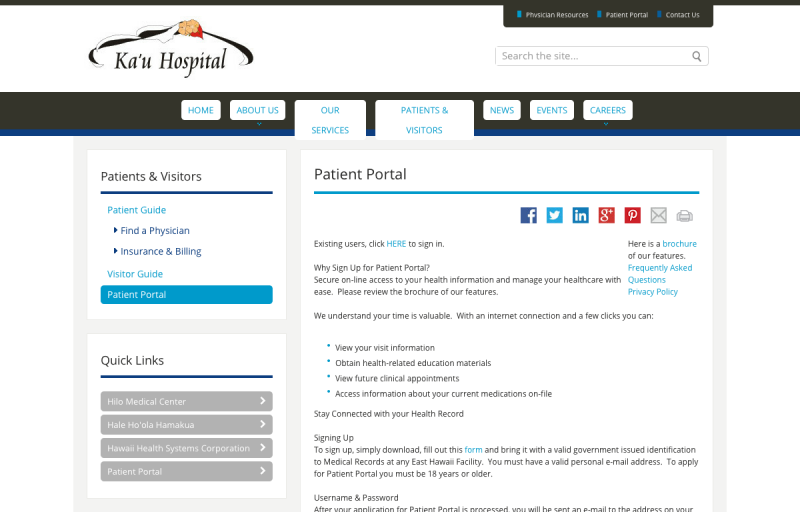 Physician Resources
Patient Portal
Contact Us
Ka'u Hospital
Search the site...
HOME
ABOUT US
OUR
SERVICES
PATIENTS &
VISITORS
NEWS
EVENTS
CAREERS
Patients & Visitors
Patient Guide
Find a Physician
Insurance & Billing
Visitor Guide
Patient Portal
Quick Links
Hilo Medical Center
Hale Ho'ola Hamakua
Hawaii Health Systems Corporation
Patient Portal
Patient Portal
Existing users, click HERE to sign in.
Here is a brochure
of our features.
Frequently Asked
Questions
Privacy Policy
Why Sign Up for Patient Portal?
Secure on-line access to your health information and manage your healthcare with
ease.  Please review the brochure of our features.
We understand your time is valuable.  With an internet connection and a few clicks you can:
View your visit information
Obtain health-related education materials
View future clinical appointments
Access information about your current medications on-file
Stay Connected with your Health Record
Signing Up
To sign up, simply download, fill out this form and bring it with a valid government issued identification
to Medical Records at any East Hawaii Facility.  You must have a valid personal e-mail address.  To apply
for Patient Portal you must be 18 years or older.
Username & Password
After your application for Patient Portal is processed, you will be sent an e-mail to the address on your